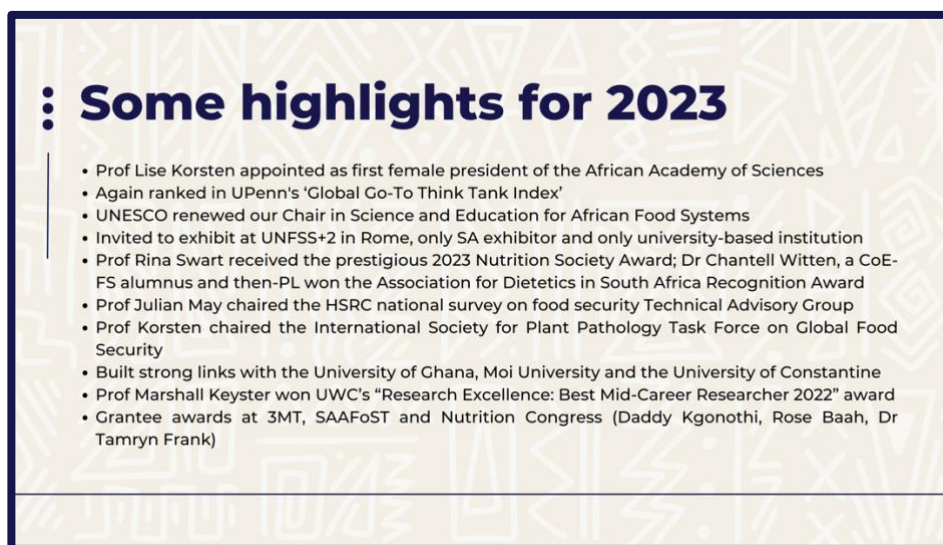 Some highlights for 2023
• Prof Lise Korsten appointed as first female president of the African Academy of Sciences
• Again ranked in UPenn's ‘Global Go-To Think Tank Index’
• UNESCO renewed our Chair in Science and Education for African Food Systems
• Invited to exhibit at UNFSS+2 in Rome, only SA exhibitor and only university-based institution
• Prof Rina Swart received the prestigious 2023 Nutrition Society Award; Dr Chantell Witten, a CoE-
FS alumnus and then-PL won the Association for Dietetics in South Africa Recognition Award
• Prof Julian May chaired the HSRC national survey on food security Technical Advisory Group
• Prof Korsten chaired the International Society for Plant Pathology Task Force on Global Food
Security
• Built strong links with the University of Ghana, Moi University and the University of Constantine
• Prof Marshall Keyster won UWC's “Research Excellence: Best Mid-Career Researcher 2022” award
• Grantee awards at 3MT, SAAFoST and Nutrition Congress (Daddy Kgonothi, Rose Baah, Dr
Tamryn Frank)